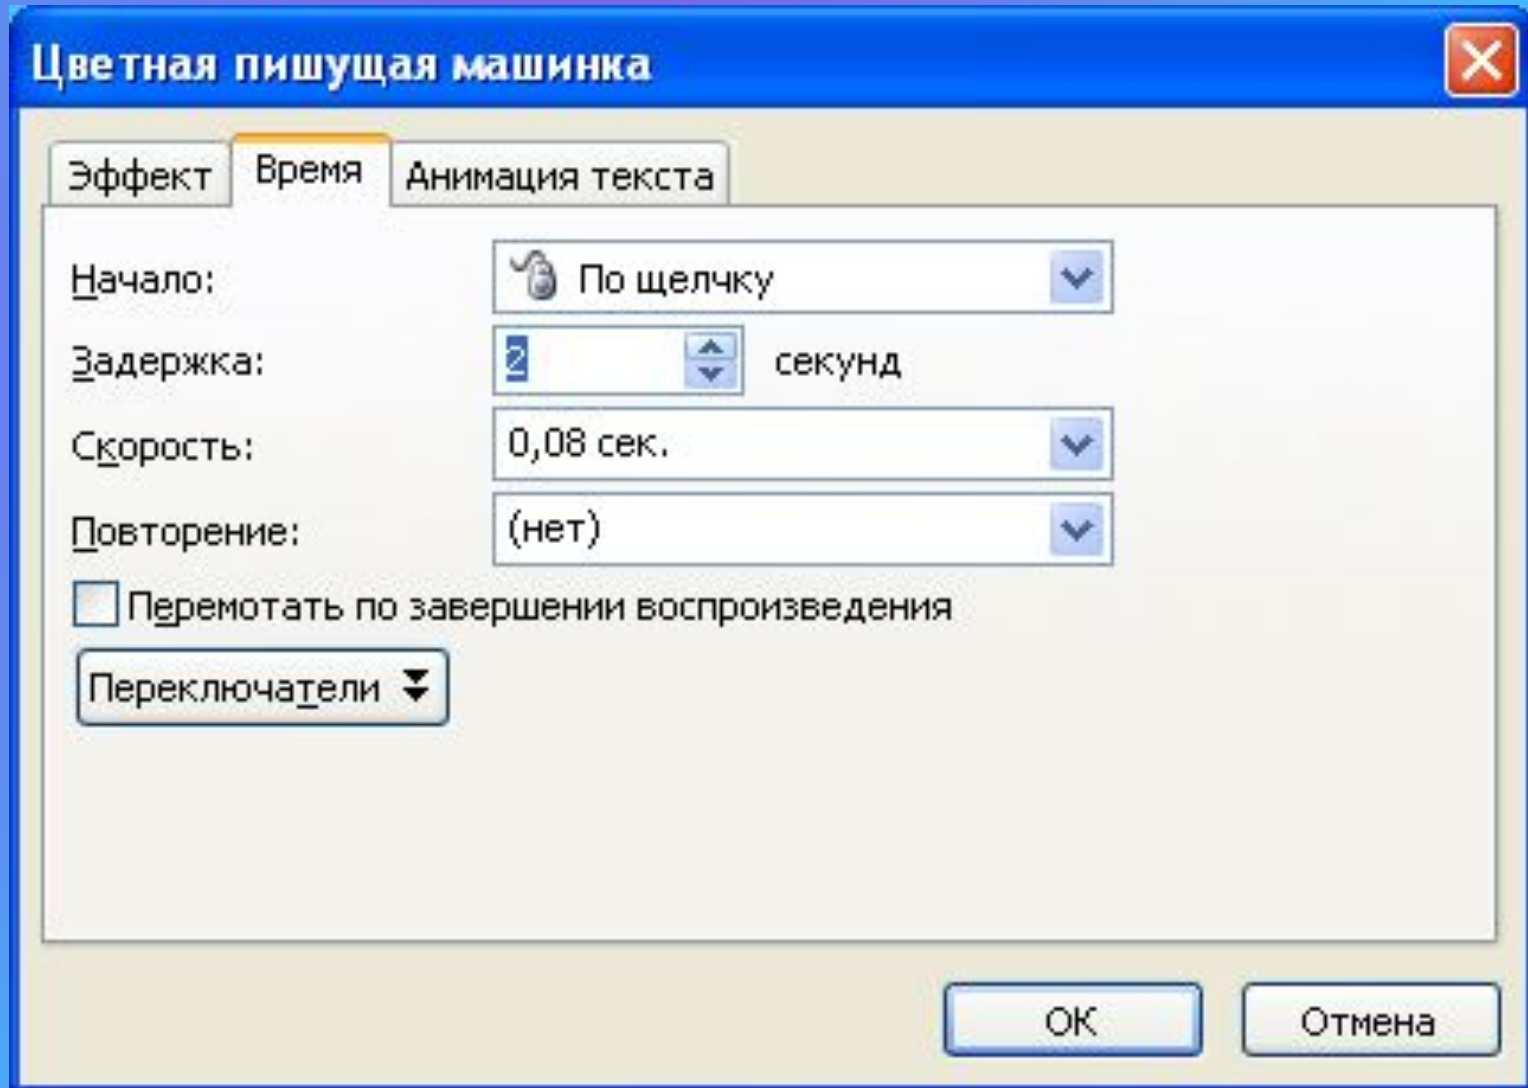 Цветная пишущая машинка
Эффект Время Анимация текста
Начало: По щелчку
Задержка: 2 секунд
Скорость: 0,08 сек.
Повторение: (нет)
Перемотать по завершении воспроизведения
Переключатели
ОК Отмена